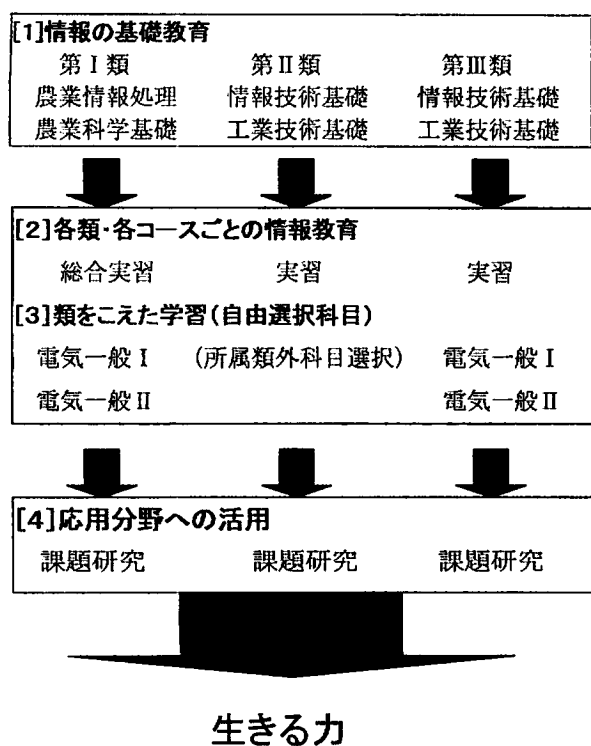 [1]情報の基礎教育
第Ⅰ類 第Ⅱ類 第Ⅲ類
農業情報処理 情報技術基礎 情報技術基礎
農業科学基礎 工業技術基礎 工業技術基礎
[2]各類・各コースごとの情報教育
総合実習 実習 実習
[3]類をこえた学習(自由選択科目)
電気一般Ⅰ (所属類外科目選択) 電気一般Ⅰ
電気一般Ⅱ 電気一般Ⅱ
[4]応用分野への活用
課題研究 課題研究 課題研究
生きる力